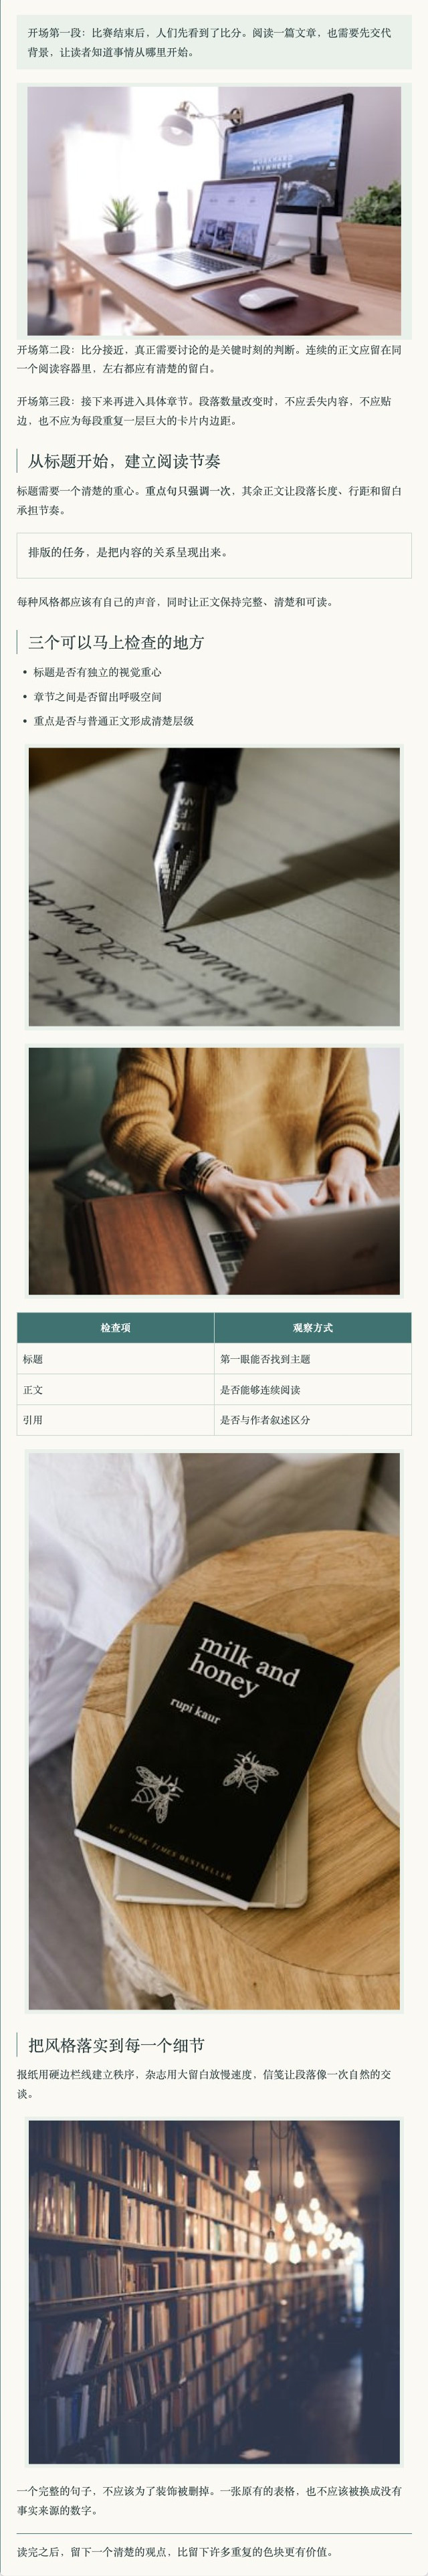 开场第一段：比赛结束后，人们先看到了比分。阅读一篇文章，也需要先交代
背景，让读者知道事情从哪里开始。
WORK HARD
ANYWHERE
开场第二段：比分接近，真正需要讨论的是关键时刻的判断。连续的正文应留在同
一个阅读容器里，左右都应有清楚的留白。
开场第三段：接下来再进入具体章节。段落数量改变时，不应丢失内容，不应贴
边，也不应为每段重复一层巨大的卡片内边距。
从标题开始，建立阅读节奏
标题需要一个清楚的重心。重点句只强调一次，其余正文让段落长度、行距和留白
承担节奏。
排版的任务，是把内容的关系呈现出来。
每种风格都应该有自己的声音，同时让正文保持完整、清楚和可读。
三个可以马上检查的地方
• 标题是否有独立的视觉重心
• 章节之间是否留出呼吸空间
• 重点是否与普通正文形成清楚层级
检查项 观察方式
标题 第一眼能否找到主题
正文 是否能够连续阅读
引用 是否与作者叙述区分
milk and
honey
rupi kaur
NEW YORK TIMES BESTSELLER
把风格落实到每一个细节
报纸用硬边栏线建立秩序，杂志用大留白放慢速度，信笺让段落像一次自然的交
谈。
一个完整的句子，不应该为了装饰被删掉。一张原有的表格，也不应该被换成没有
事实来源的数字。
读完之后，留下一个清楚的观点，比留下许多重复的色块更有价值。